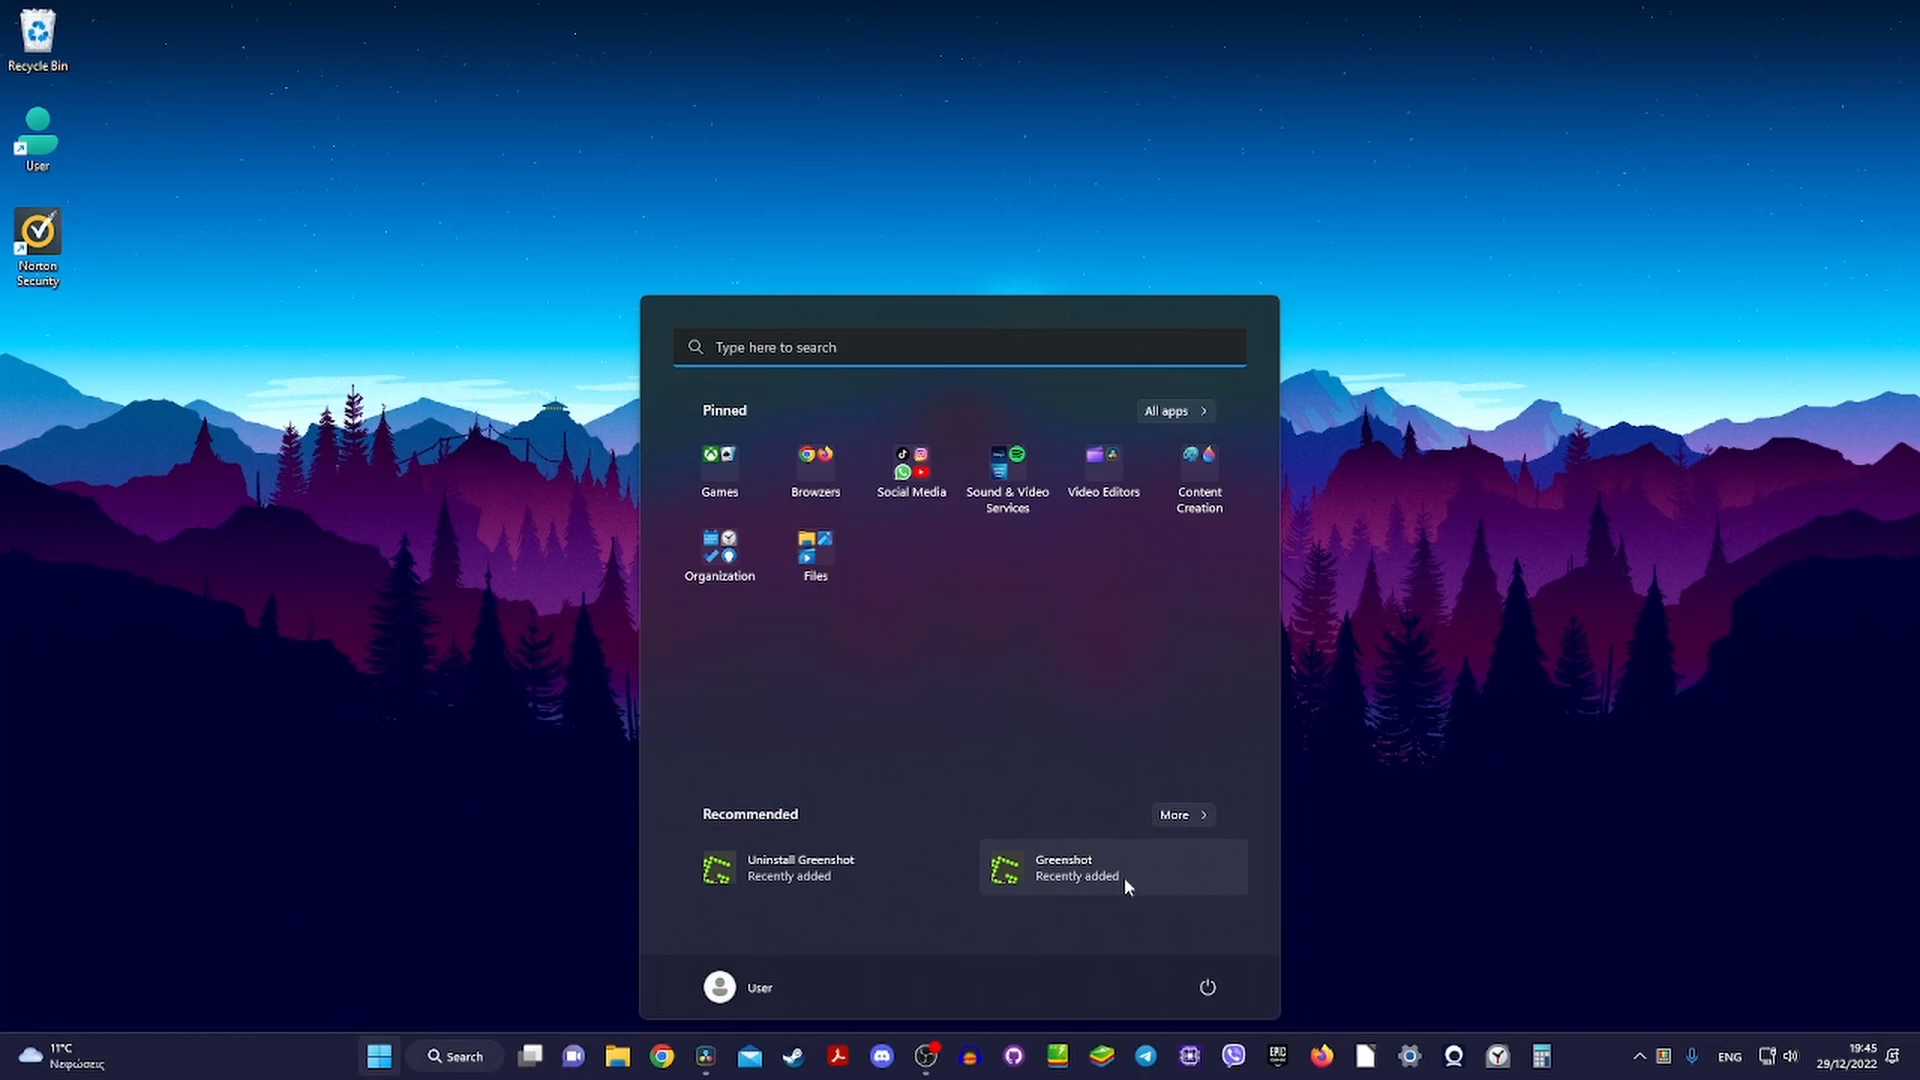 Recycle Bin
User
Norton
Security
Type here to search
Pinned
All apps
Games
Browzers
Social Media
Sound & Video
Services
Video Editors
Content
Creation
Organization
Files
Recommended
More
Uninstall Greenshot
Recently added
Greenshot
Recently added
User
11°C
Νεφώσεις
Search
EPIC
ENG
19:45
29/12/2022